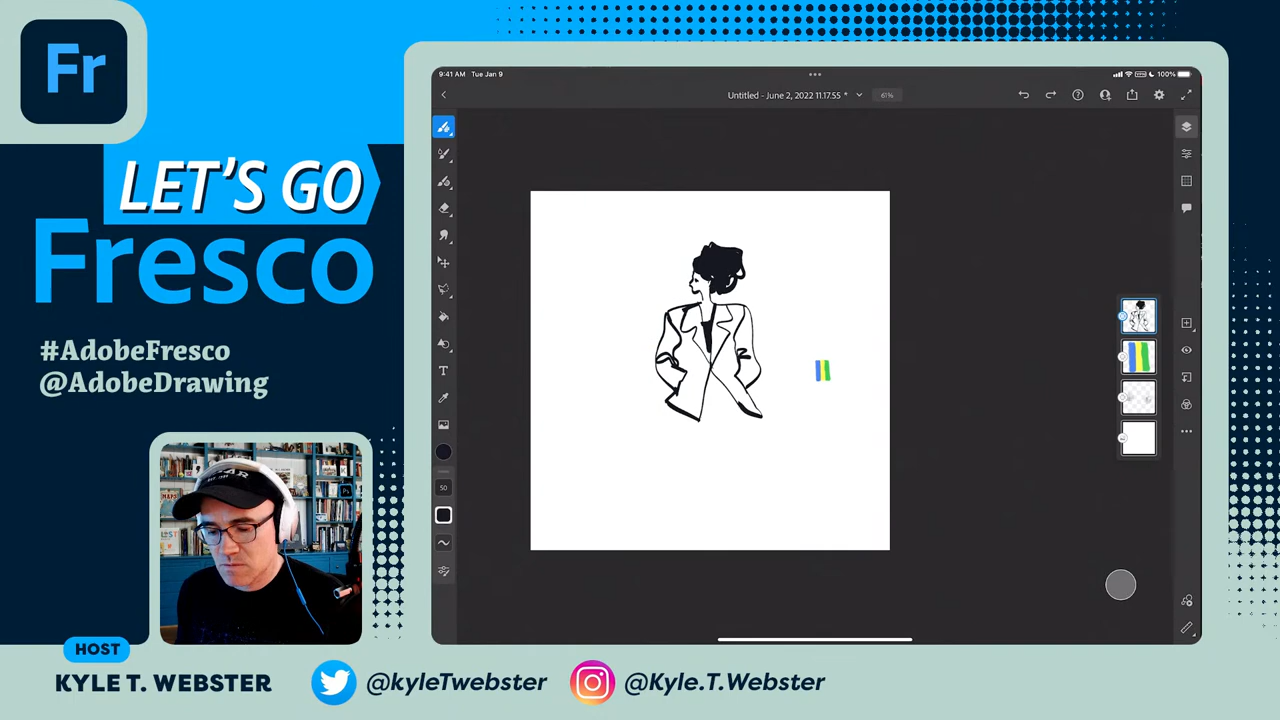 Fr
LET'S GO
Fresco
#AdobeFresco
@AdobeDrawing
9:41 AM Tue Jan 9
100%
Untitled - June 2, 2022 11.17.55 *
61%
T
50
HOST
KYLE T. WEBSTER
@kyleTwebster
@Kyle.T.Webster